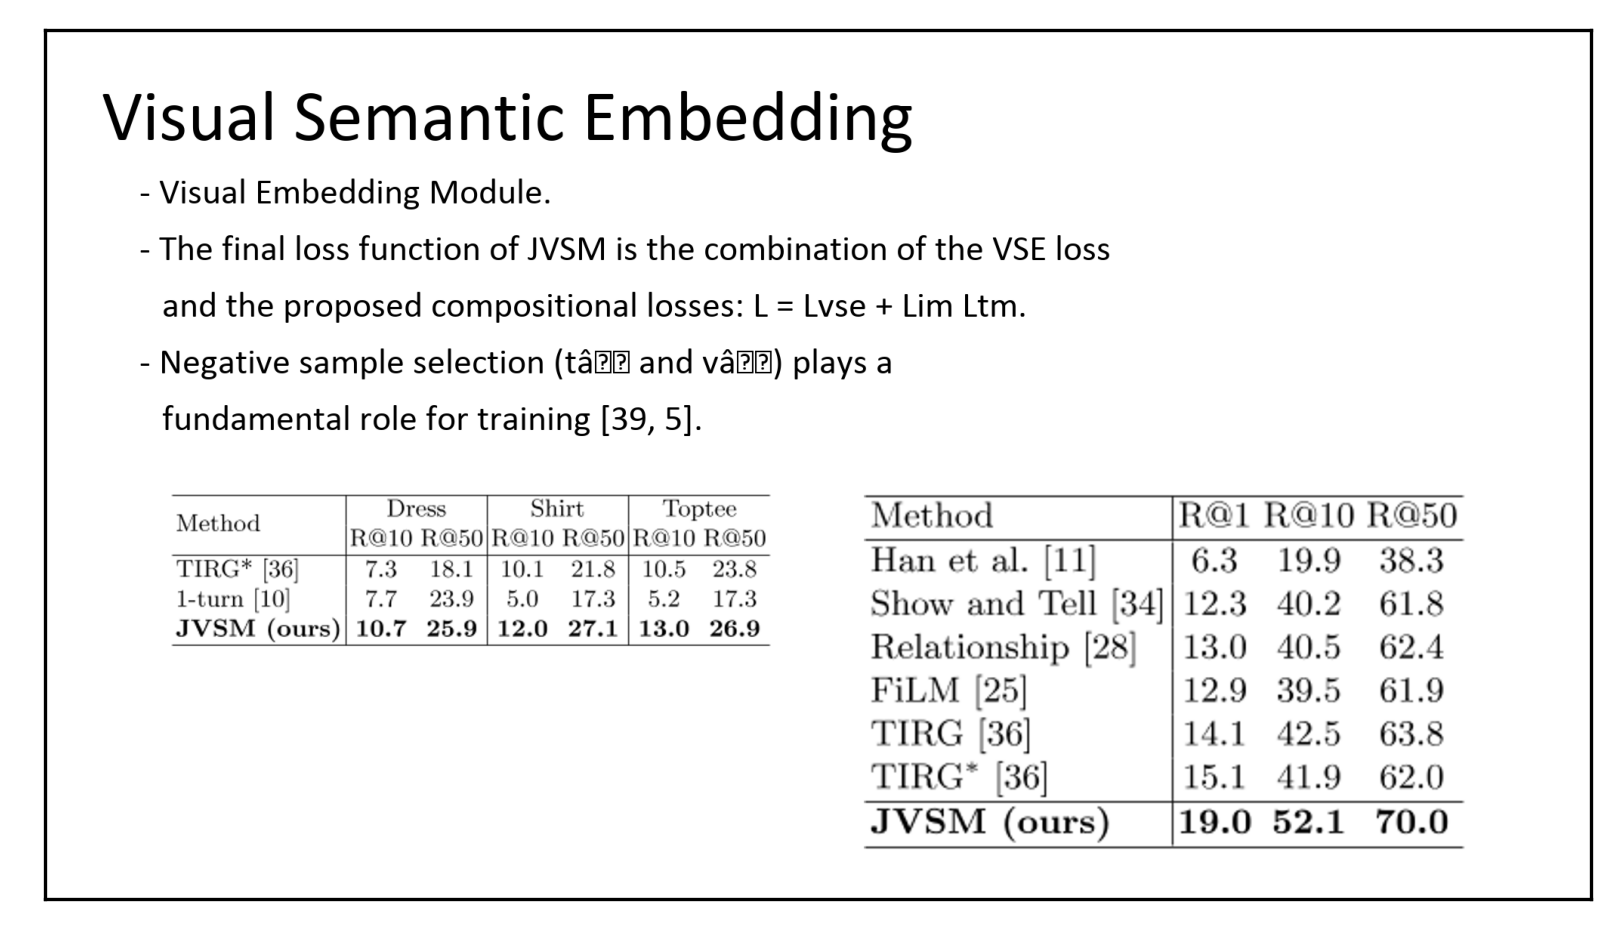 Visual Semantic Embedding
- Visual Embedding Module.
- The final loss function of JVSM is the combination of the VSE loss
and the proposed compositional losses: L = Lvse + Lim Ltm.
- Negative sample selection (tâ⍰⍰ and vâ⍰⍰) plays a
fundamental role for training [39, 5].
Method Dress Shirt Toptee
R@10 R@50 R@10 R@50 R@10 R@50
TIRG* [36] 7.3 18.1 10.1 21.8 10.5 23.8
1-turn [10] 7.7 23.9 5.0 17.3 5.2 17.3
JVSM (ours) 10.7 25.9 12.0 27.1 13.0 26.9
Method R@1 R@10 R@50
Han et al. [11] 6.3 19.9 38.3
Show and Tell [34] 12.3 40.2 61.8
Relationship [28] 13.0 40.5 62.4
FiLM [25] 12.9 39.5 61.9
TIRG [36] 14.1 42.5 63.8
TIRG* [36] 15.1 41.9 62.0
JVSM (ours) 19.0 52.1 70.0